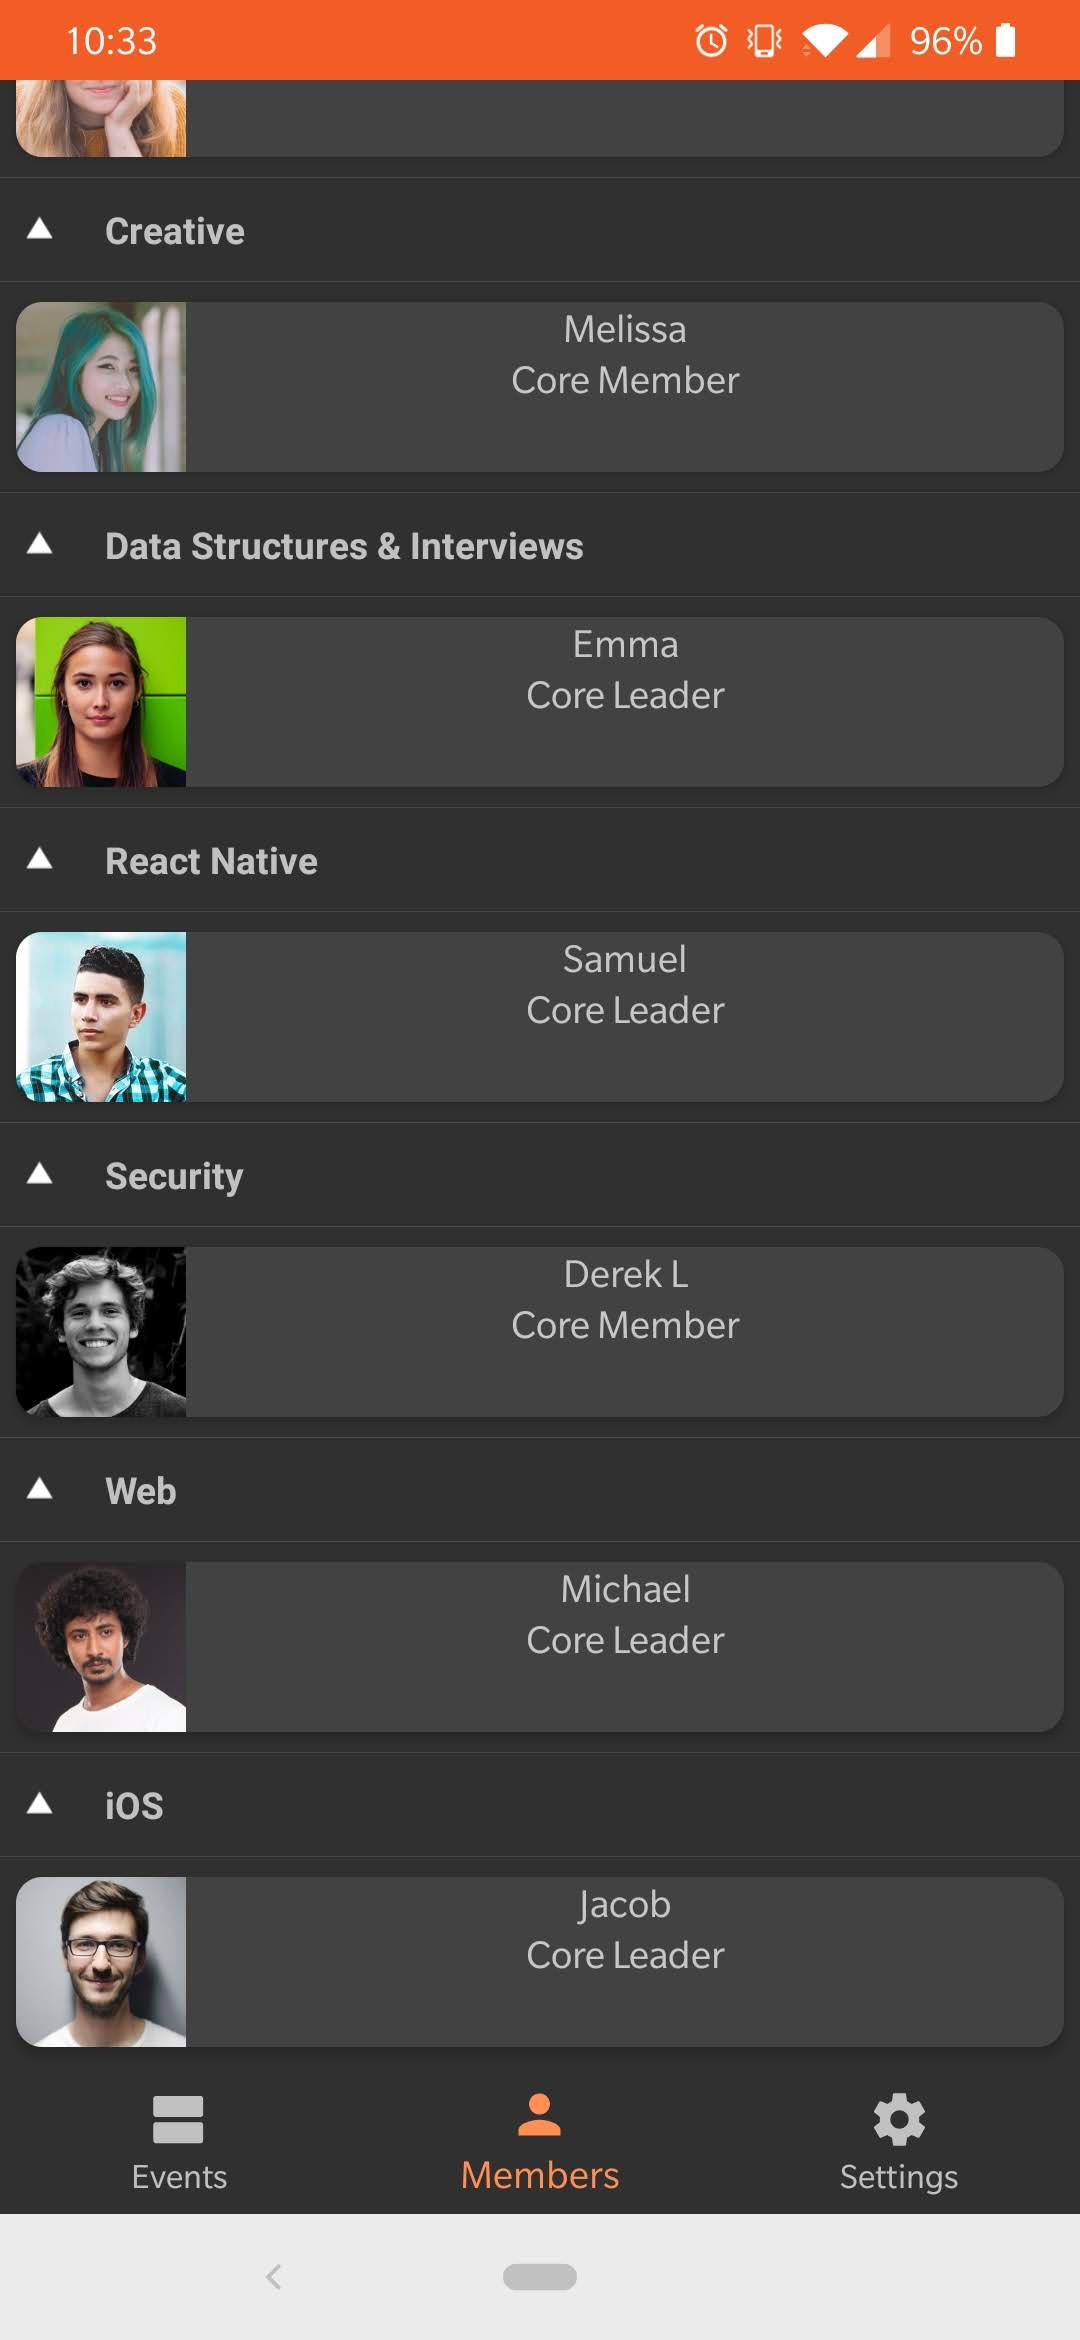 10:33
96%
Creative
Melissa
Core Member
Data Structures & Interviews
Emma
Core Leader
React Native
Samuel
Core Leader
Security
Derek L
Core Member
Web
Michael
Core Leader
iOS
Jacob
Core Leader
Events
Members
Settings